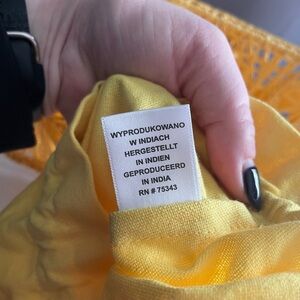 WYPRODUKOWANO
W INDIACH
HERGESTELLT
IN INDIEN
GEPRODUCEERD
IN INDIA
RN # 75343